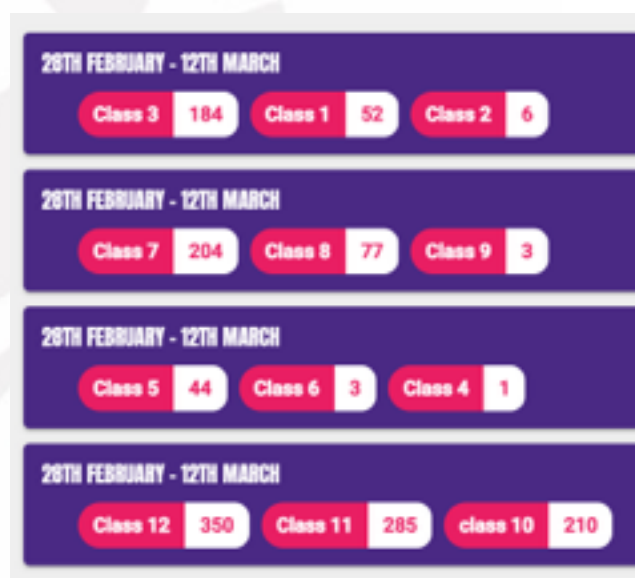 28TH FEBRUARY - 12TH MARCH
Class 3 184 Class 1 52 Class 2 6
28TH FEBRUARY - 12TH MARCH
Class 7 204 Class 8 77 Class 9 3
28TH FEBRUARY - 12TH MARCH
Class 5 44 Class 6 3 Class 4 1
28TH FEBRUARY - 12TH MARCH
Class 12 350 Class 11 285 class 10 210